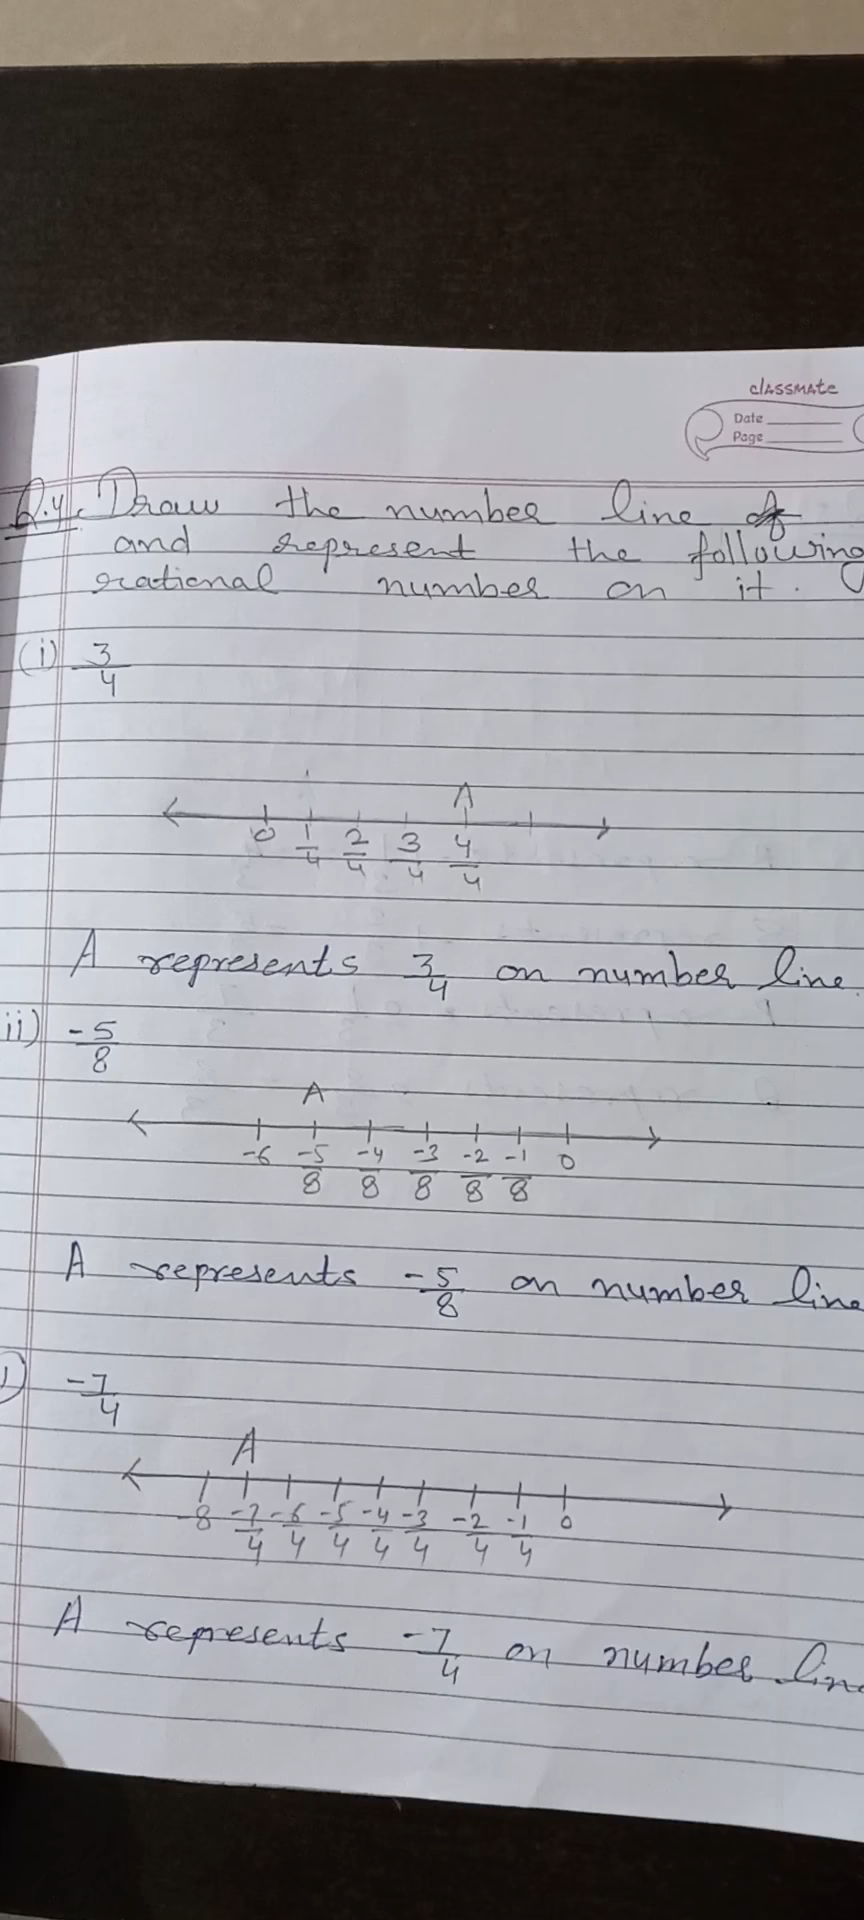 classmate
Date
Page
Q.4. Draw the number line
and represent the following
rational number on it.
(i) 3/4
A
0 1/4 2/4 3/4 4/4
A represents 3/4 on number line.
ii) -5/8
A
-6 -5/8 -4/8 -3/8 -2/8 -1/8 0
A represents -5/8 on number line
) -7/4
A
-8 -7/4 -6/4 -5/4 -4/4 -3/4 -2/4 -1/4 0
A represents -7/4 on number line